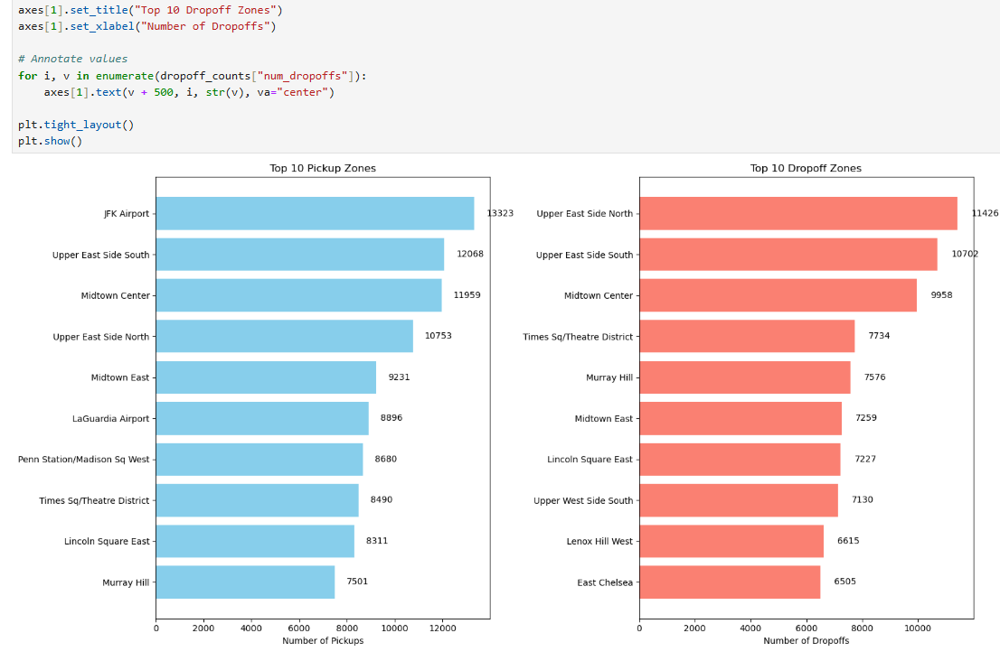 axes[1].set_title("Top 10 Dropoff Zones")
axes[1].set_xlabel("Number of Dropoffs")
# Annotate values
for i, v in enumerate(dropoff_counts["num_dropoffs"]):
    axes[1].text(v + 500, i, str(v), va="center")
plt.tight_layout()
plt.show()
Top 10 Pickup Zones
JFK Airport 13323
Upper East Side South 12068
Midtown Center 11959
Upper East Side North 10753
Midtown East 9231
LaGuardia Airport 8896
Penn Station/Madison Sq West 8680
Times Sq/Theatre District 8490
Lincoln Square East 8311
Murray Hill 7501
0 2000 4000 6000 8000 10000 12000
Number of Pickups
Top 10 Dropoff Zones
Upper East Side North 11426
Upper East Side South 10702
Midtown Center 9958
Times Sq/Theatre District 7734
Murray Hill 7576
Midtown East 7259
Lincoln Square East 7227
Upper West Side South 7130
Lenox Hill West 6615
East Chelsea 6505
0 2000 4000 6000 8000 10000
Number of Dropoffs